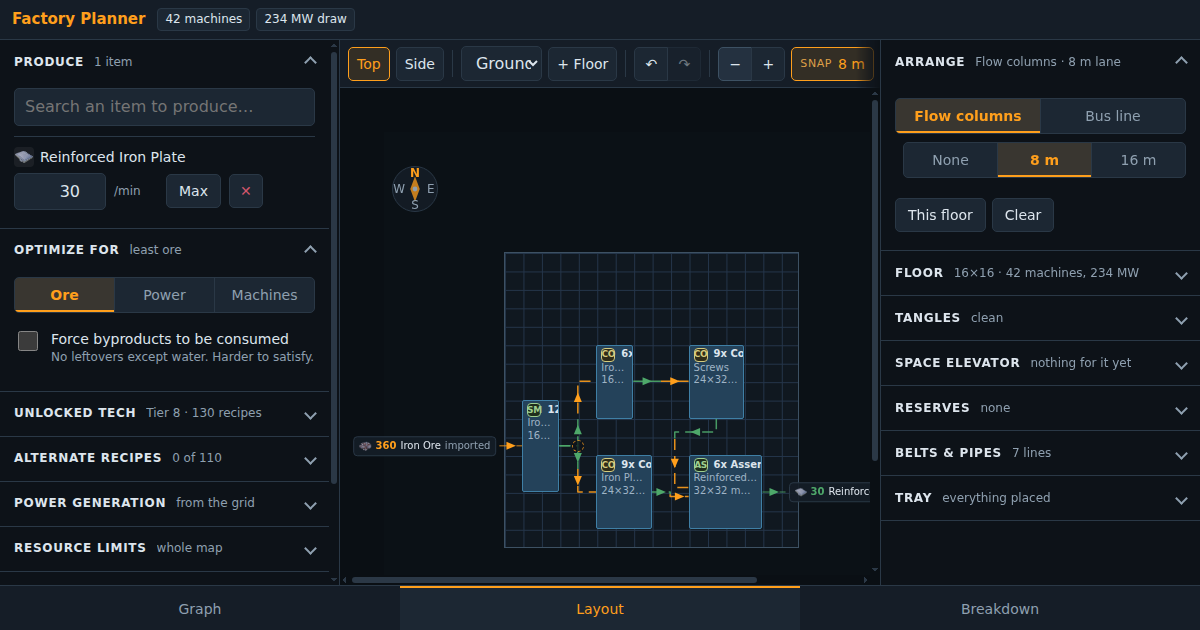 Factory Planner
42 machines
234 MW draw
PRODUCE 1 item
Search an item to produce…
Reinforced Iron Plate
30 /min Max ✕
OPTIMIZE FOR least ore
Ore Power Machines
Force byproducts to be consumed
No leftovers except water. Harder to satisfy.
UNLOCKED TECH Tier 8 · 130 recipes
ALTERNATE RECIPES 0 of 110
POWER GENERATION from the grid
RESOURCE LIMITS whole map
Top Side Ground + Floor ↶ ↷ − + SNAP 8 m
N
W E
S
CO 6x
Iro…
16…
CO 9x Co
Screws
24×32…
SM 12
Iro…
16…
360 Iron Ore imported
CO 9x Co
Iron Pl…
24×32…
AS 6x Assem
Reinforced…
32×32 m…
30 Reinforc
ARRANGE Flow columns · 8 m lane
Flow columns Bus line
None 8 m 16 m
This floor Clear
FLOOR 16×16 · 42 machines, 234 MW
TANGLES clean
SPACE ELEVATOR nothing for it yet
RESERVES none
BELTS & PIPES 7 lines
TRAY everything placed
Graph Layout Breakdown